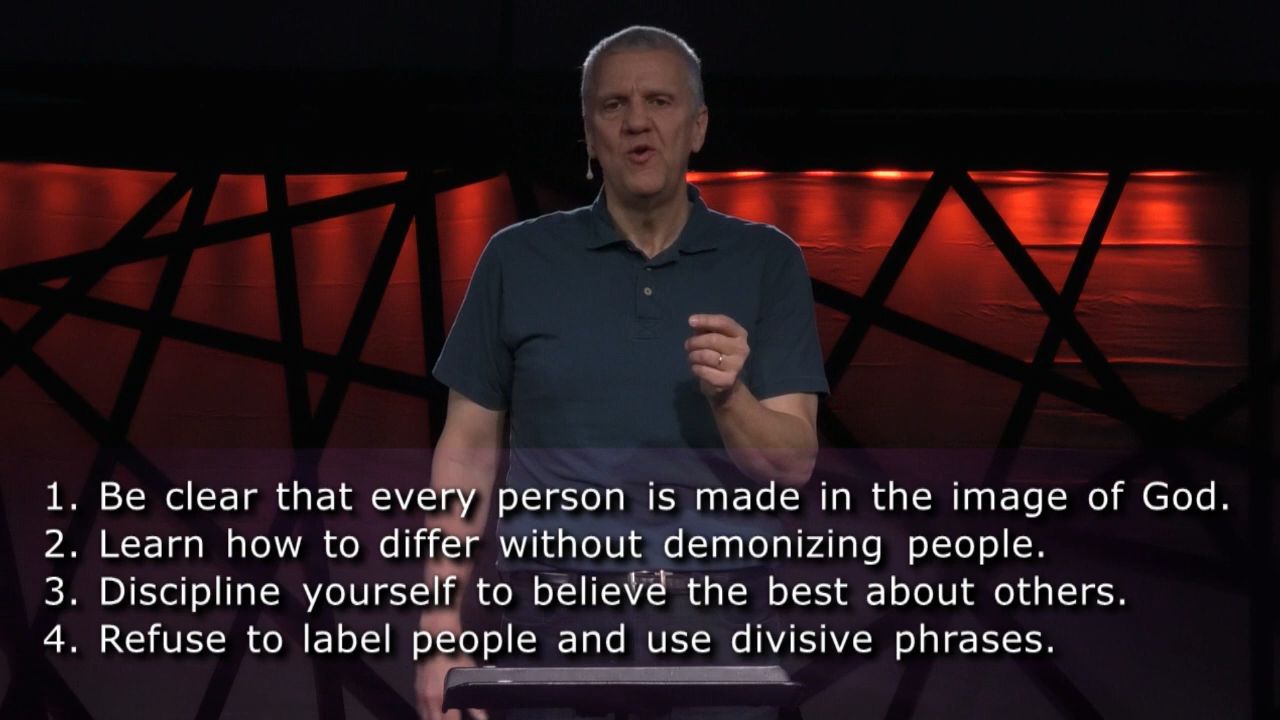 1. Be clear that every person is made in the image of God.
2. Learn how to differ without demonizing people.
3. Discipline yourself to believe the best about others.
4. Refuse to label people and use divisive phrases.